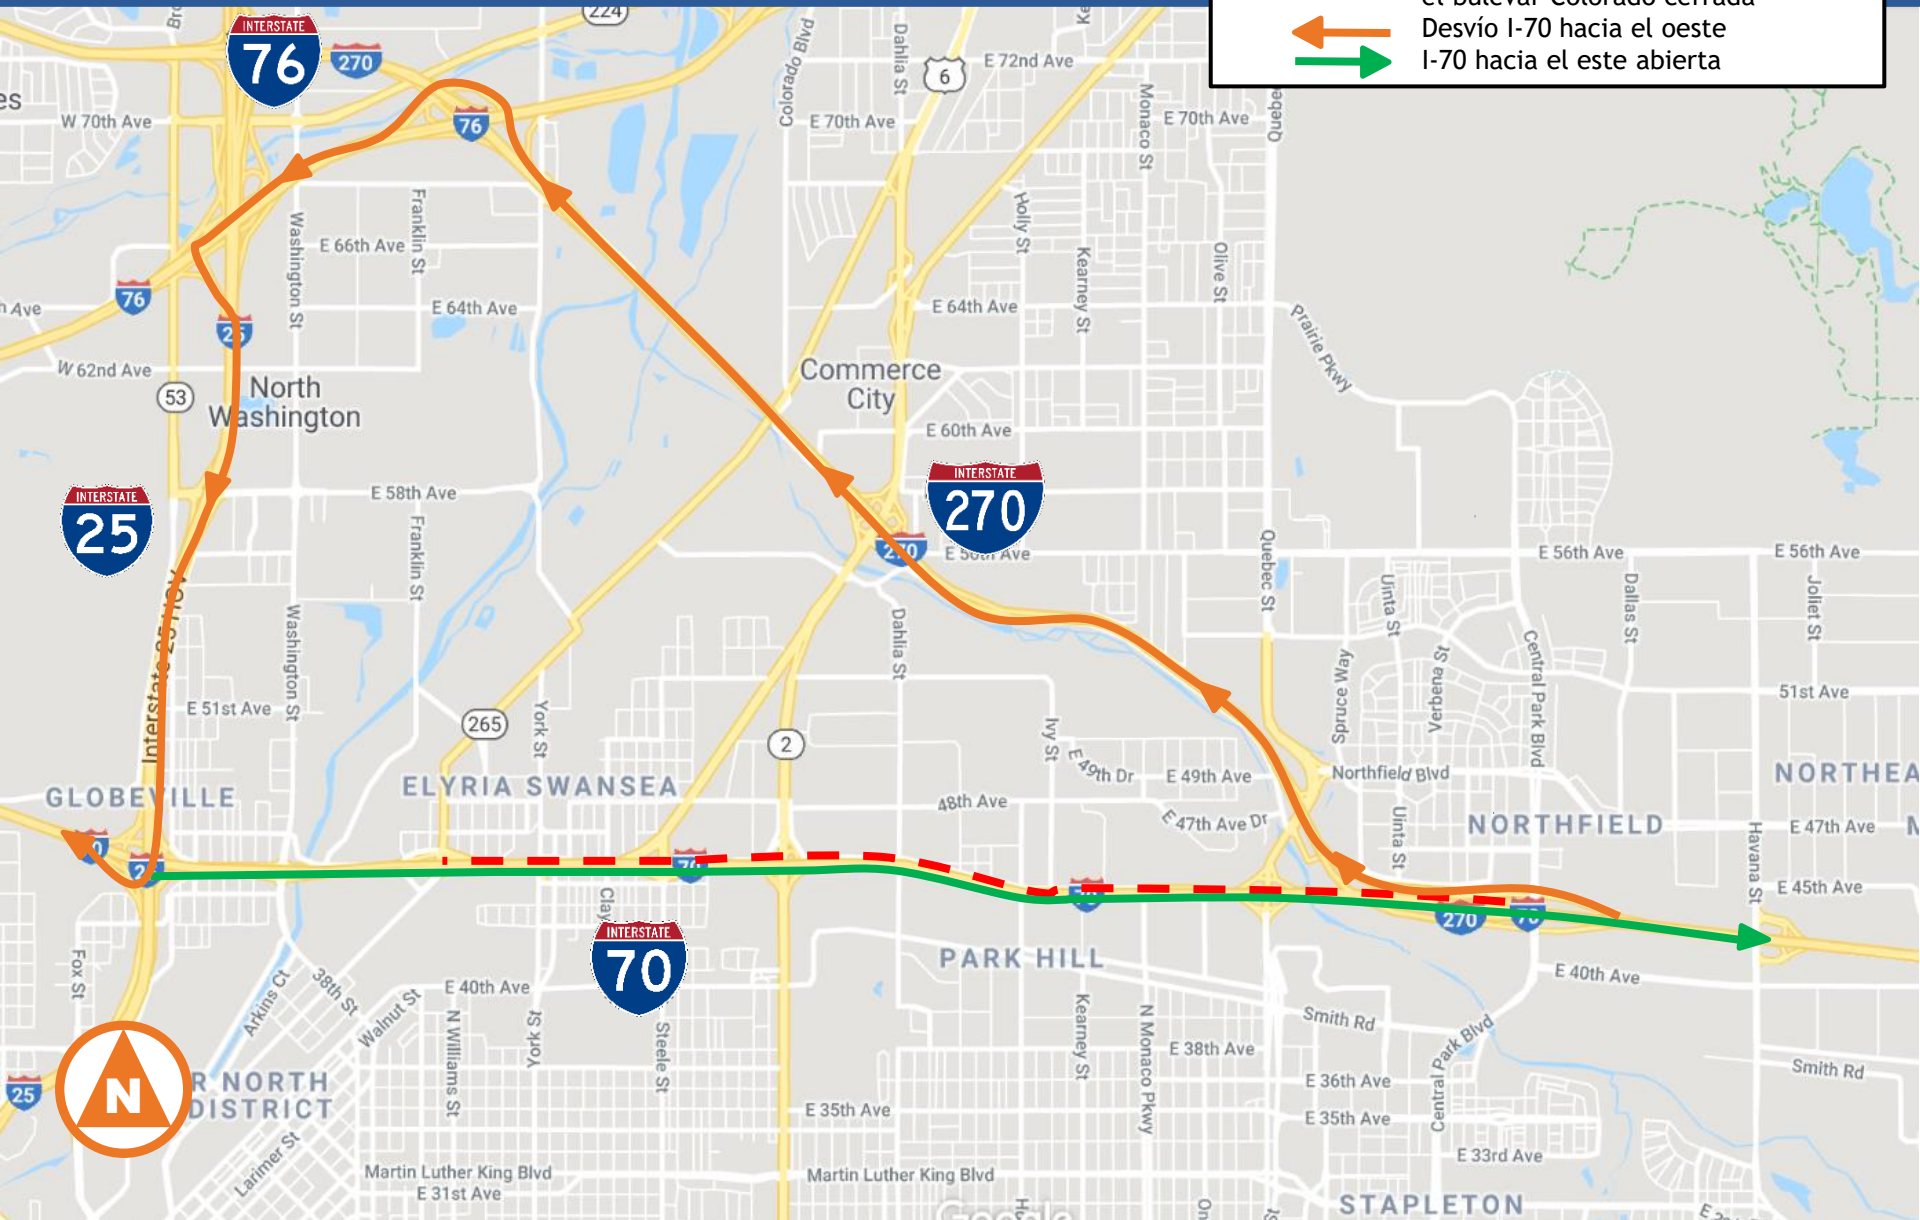 el bulevar Colorado cerrada
Desvío I-70 hacia el oeste
I-70 hacia el este abierta
224
INTERSTATE
76
270
Colorado Blvd
Dahlia St
6
E 72nd Ave
W 70th Ave
76
E 70th Ave
Monaco St
E 70th Ave
Franklin St
Washington St
E 66th Ave
Holly St
Kearney St
Olive St
76
25
E 64th Ave
E 64th Ave
Prairie Pkwy
W 62nd Ave
53
North
Washington
Commerce
City
E 60th Ave
INTERSTATE
25
E 58th Ave
INTERSTATE
270
270
Franklin St
Quebec St
E 56th Ave
E 56th Ave
Interstate 25 HOV
Washington St
Dahlia St
Uinta St
Dallas St
Joliet St
Spruce Way
Verbena St
Central Park Blvd
E 51st Ave
265
York St
2
Ivy St
51st Ave
E 49th Dr
E 49th Ave
Northfield Blvd
GLOBEVILLE
ELYRIA SWANSEA
48th Ave
E 47th Ave Dr
Uinta St
NORTHFIELD
Havana St
E 47th Ave
70
E 45th Ave
270
70
INTERSTATE
70
Fox St
Arkins Ct
38th St
Walnut St
E 40th Ave
PARK HILL
E 40th Ave
N Williams St
York St
Steele St
Kearney St
N Monaco Pkwy
E 38th Ave
Smith Rd
Central Park Blvd
Smith Rd
25
N
R NORTH
DISTRICT
E 36th Ave
E 35th Ave
E 35th Ave
Larimer St
E 33rd Ave
Martin Luther King Blvd
Martin Luther King Blvd
E 31st Ave
STAPLETON
Google